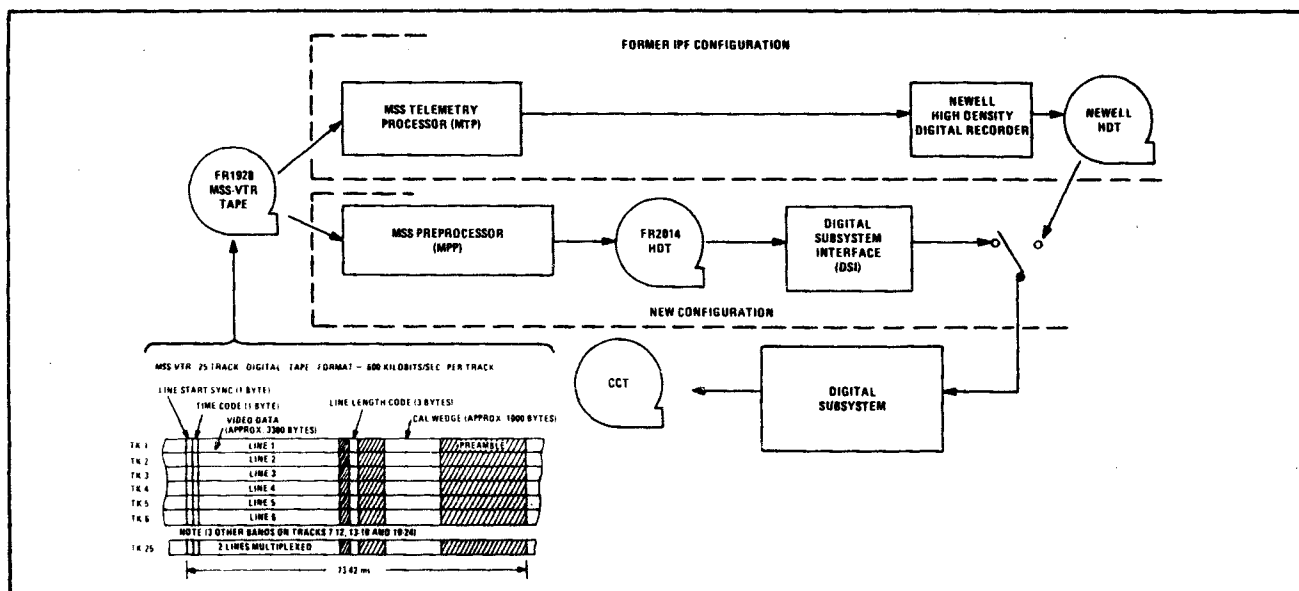 FORMER IPF CONFIGURATION
MSS TELEMETRY
PROCESSOR (MTP)
NEWELL
HIGH DENSITY
DIGITAL RECORDER
NEWELL
HDT
FR1928
MSS-VTR
TAPE
MSS PREPROCESSOR
(MPP)
FR2014
HDT
DIGITAL
SUBSYSTEM
INTERFACE
(DSI)
NEW CONFIGURATION
CCT
DIGITAL
SUBSYSTEM
MSS VTR 25 TRACK DIGITAL TAPE FORMAT - 600 KILOBITS/SEC PER TRACK
LINE START SYNC (1 BYTE)
TIME CODE (1 BYTE)
VIDEO DATA
(APPROX. 3300 BYTES)
LINE LENGTH CODE (3 BYTES)
CAL WEDGE (APPROX. 1000 BYTES)
TK 1 LINE 1 PREAMBLE
TK 2 LINE 2
TK 3 LINE 3
TK 4 LINE 4
TK 5 LINE 5
TK 6 LINE 6
NOTE (3 OTHER BANDS ON TRACKS 7-12, 13-18 AND 19-24)
TK 25 2 LINES MULTIPLEXED
73.42 ms